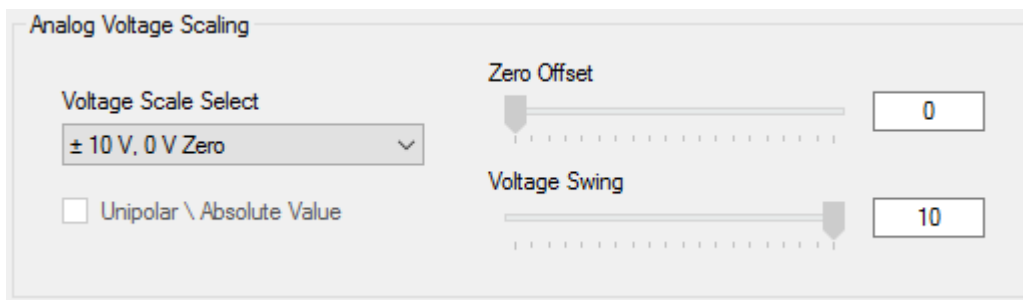 Analog Voltage Scaling
Voltage Scale Select
± 10 V, 0 V Zero
Unipolar \ Absolute Value
Zero Offset
0
Voltage Swing
10